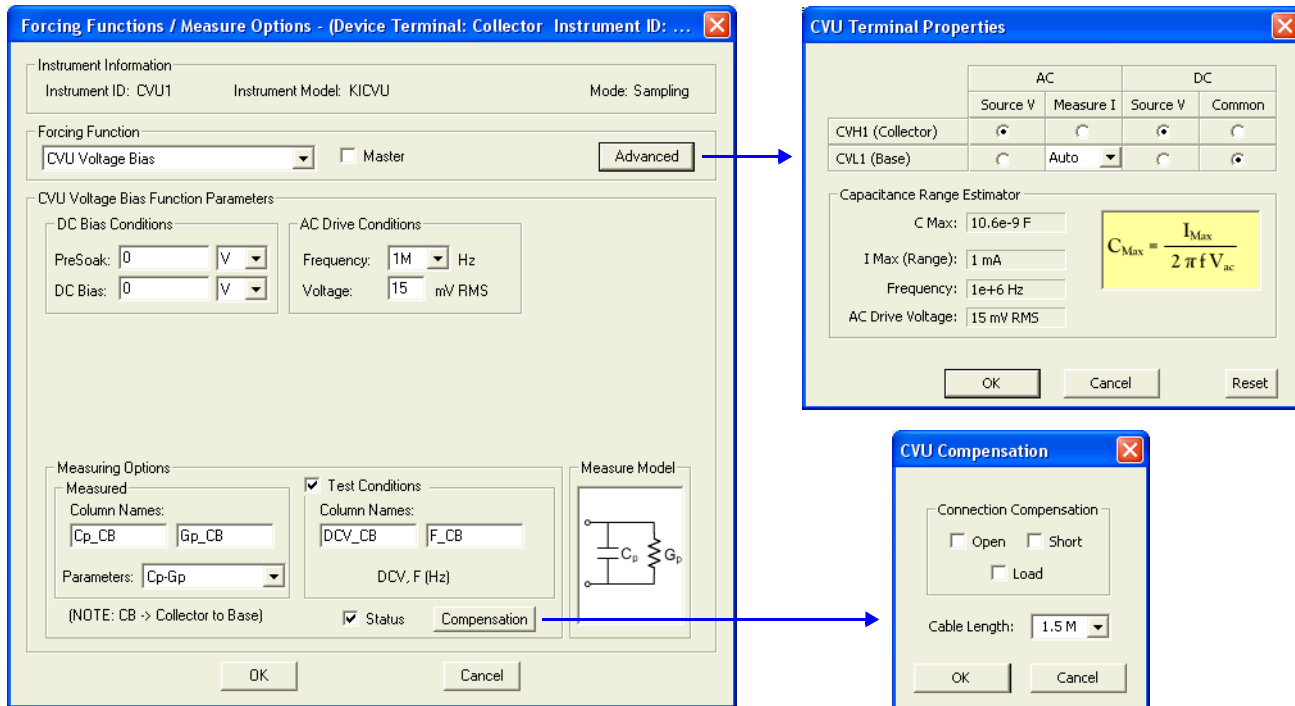 Forcing Functions / Measure Options - (Device Terminal: Collector Instrument ID: ...
Instrument Information
Instrument ID: CVU1 Instrument Model: KICVU Mode: Sampling
Forcing Function
CVU Voltage Bias Master Advanced
CVU Voltage Bias Function Parameters
DC Bias Conditions
PreSoak: 0 V
DC Bias: 0 V
AC Drive Conditions
Frequency: 1M Hz
Voltage: 15 mV RMS
Measuring Options
Measured
Column Names:
Cp_CB Gp_CB
Parameters: Cp-Gp
(NOTE: CB -> Collector to Base)
Test Conditions
Column Names:
DCV_CB F_CB
DCV, F (Hz)
Status Compensation
Measure Model
Cp Gp
OK Cancel
CVU Terminal Properties
AC DC
Source V Measure I Source V Common
CVH1 (Collector)
CVL1 (Base) Auto
Capacitance Range Estimator
C Max: 10.6e-9 F
I Max (Range): 1 mA
Frequency: 1e+6 Hz
AC Drive Voltage: 15 mV RMS
CMax = IMax / 2 π f Vac
OK Cancel Reset
CVU Compensation
Connection Compensation
Open Short
Load
Cable Length: 1.5 M
OK Cancel